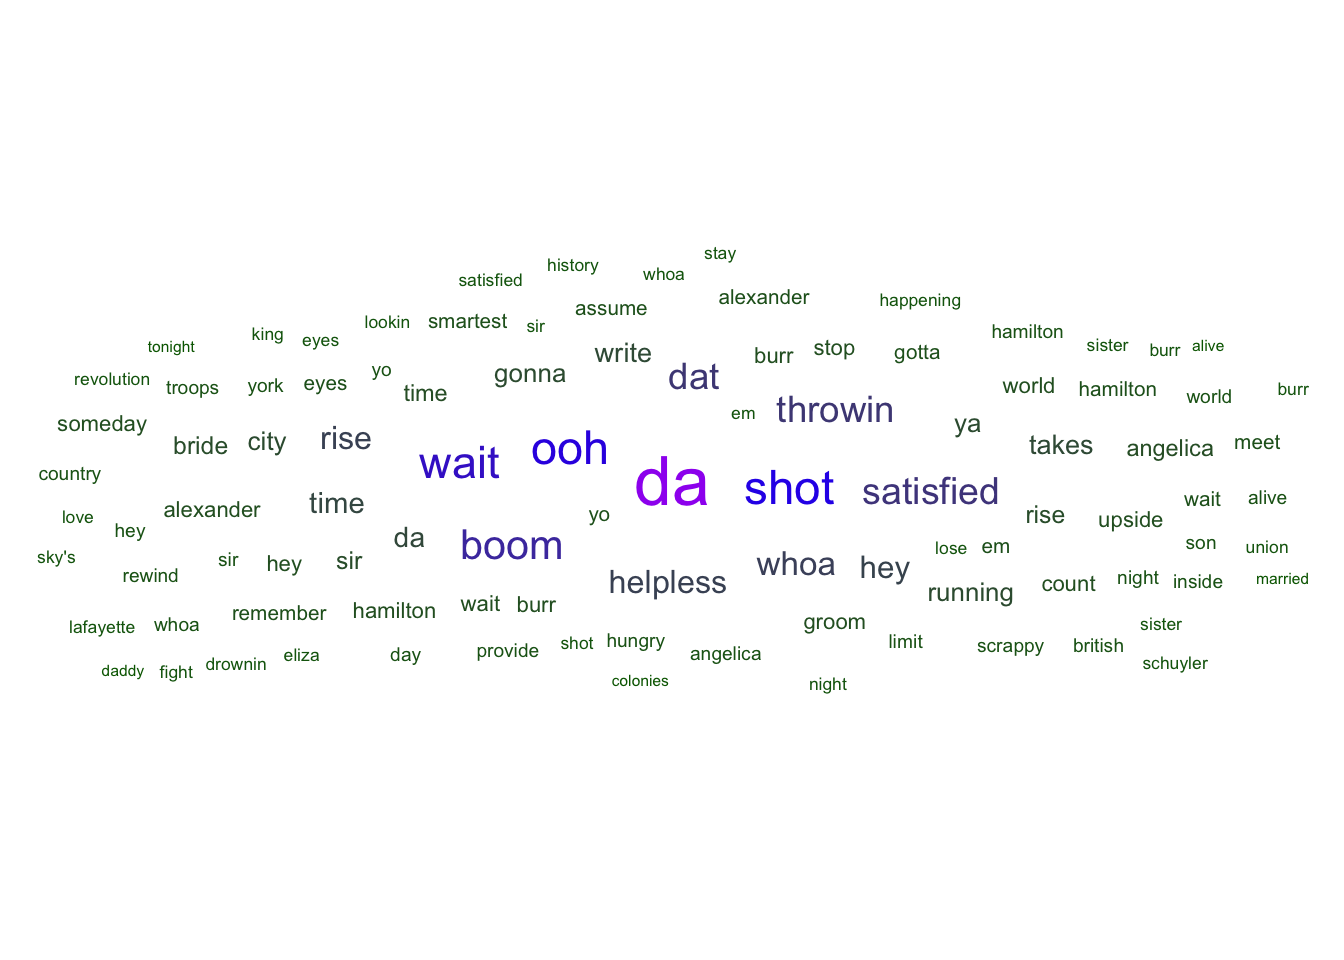 stay
history
whoa
satisfied
alexander
happening
assume
lookin
smartest
sir
hamilton
king
eyes
sister
burr
alive
tonight
write
burr
stop
gotta
revolution
troops
york
eyes
yo
time
gonna
dat
world
hamilton
world
burr
someday
bride
city
rise
em
throwin
ya
takes
angelica
meet
country
wait
ooh
da
shot
satisfied
love
hey
alexander
time
yo
rise
upside
wait
alive
sky's
rewind
sir
hey
sir
da
boom
helpless
whoa
hey
lose
em
running
count
night
inside
son
union
married
lafayette
whoa
remember
hamilton
wait
burr
groom
limit
scrappy
british
sister
daddy
fight
drownin
eliza
day
provide
shot
hungry
angelica
colonies
night
schuyler